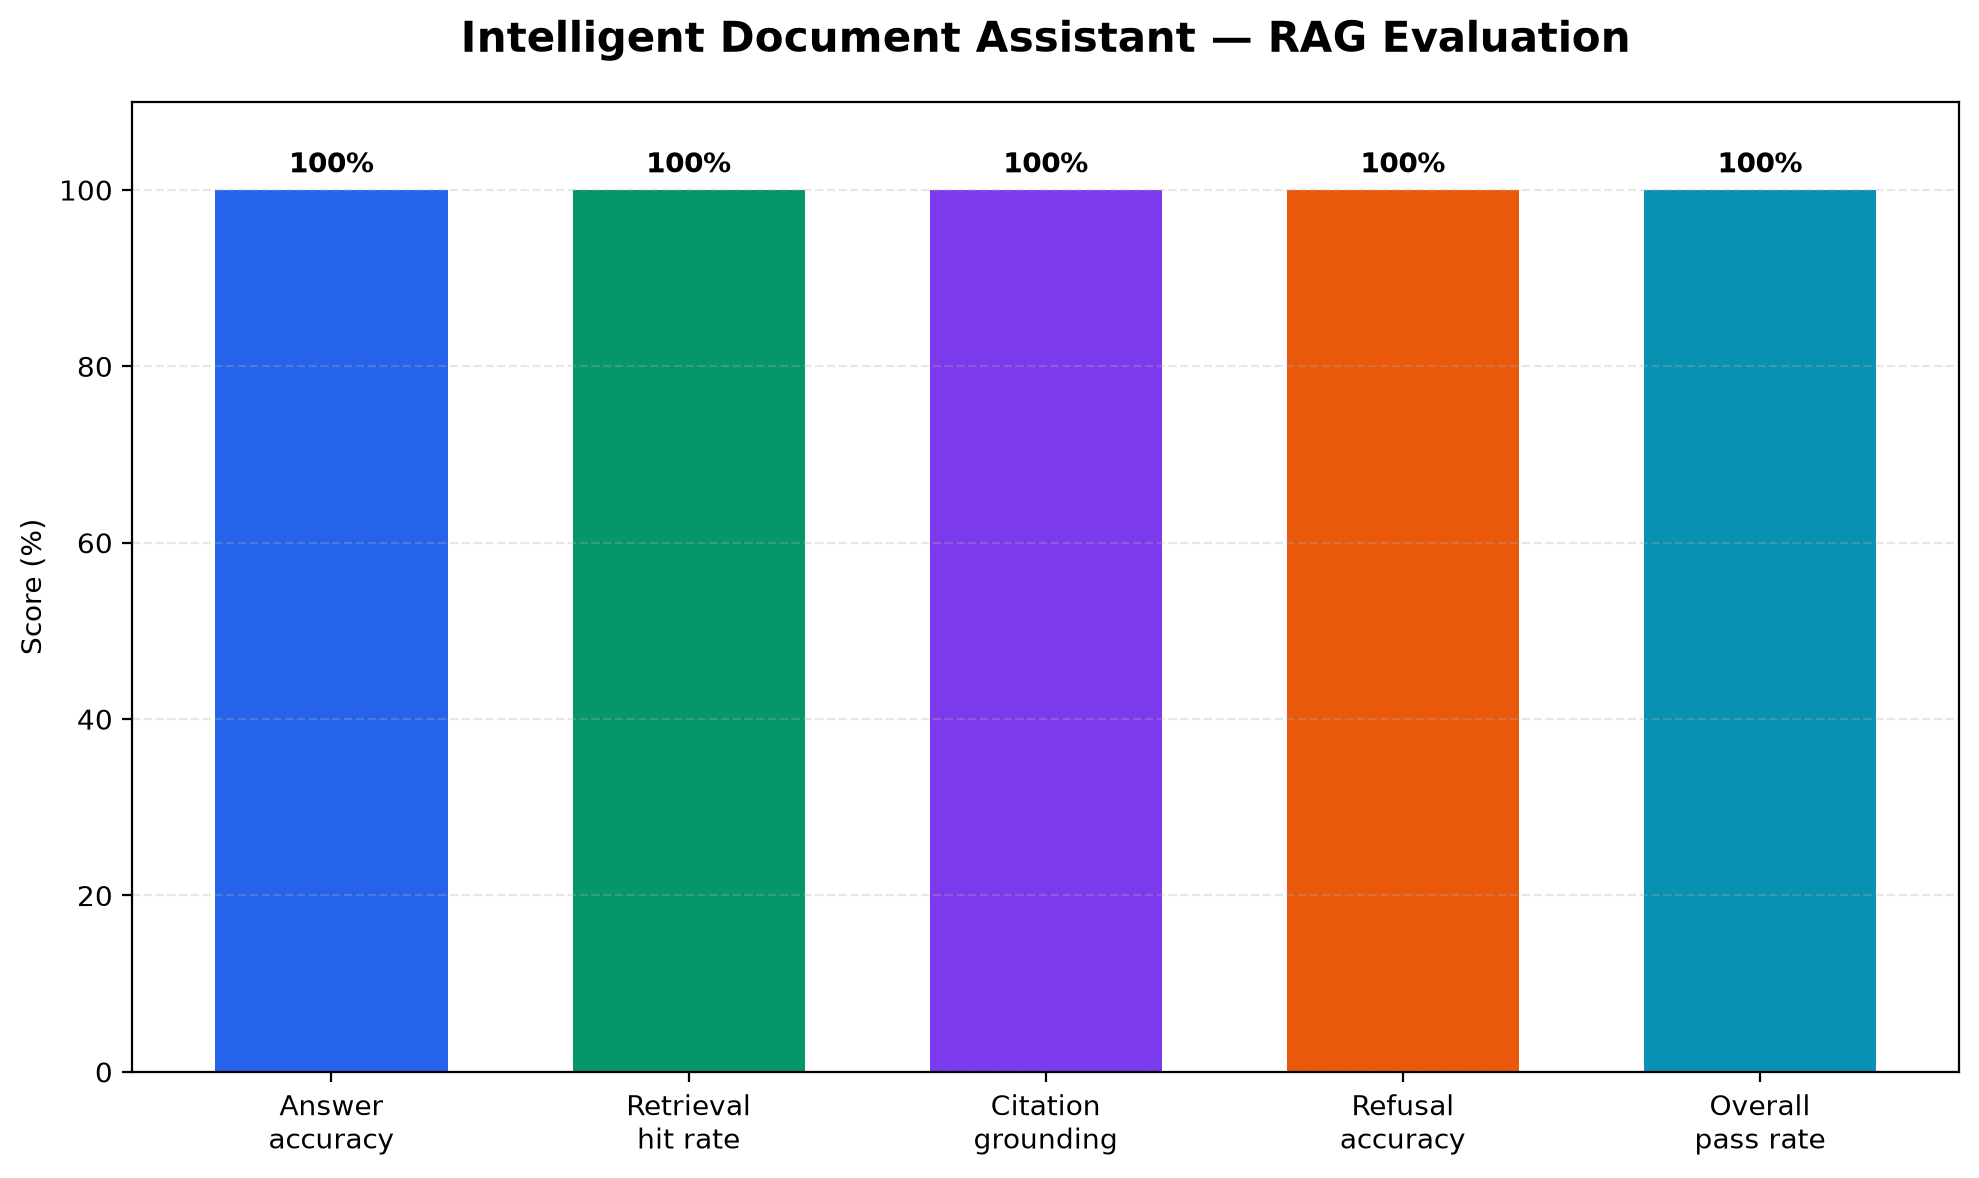 Intelligent Document Assistant — RAG Evaluation
100%
100%
100%
100%
100%
100
80
60
40
20
0
Score (%)
Answer
accuracy
Retrieval
hit rate
Citation
grounding
Refusal
accuracy
Overall
pass rate